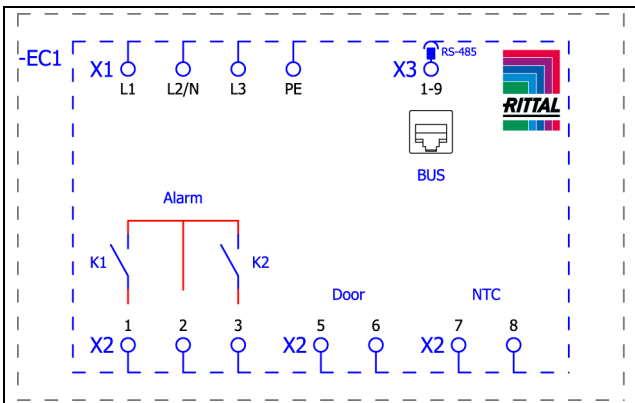 -EC1
X1
L1
L2/N
L3
PE
X3
RS-485
1-9
RITTAL
BUS
Alarm
K1
K2
Door
NTC
X2
1
2
3
X2
5
6
X2
7
8